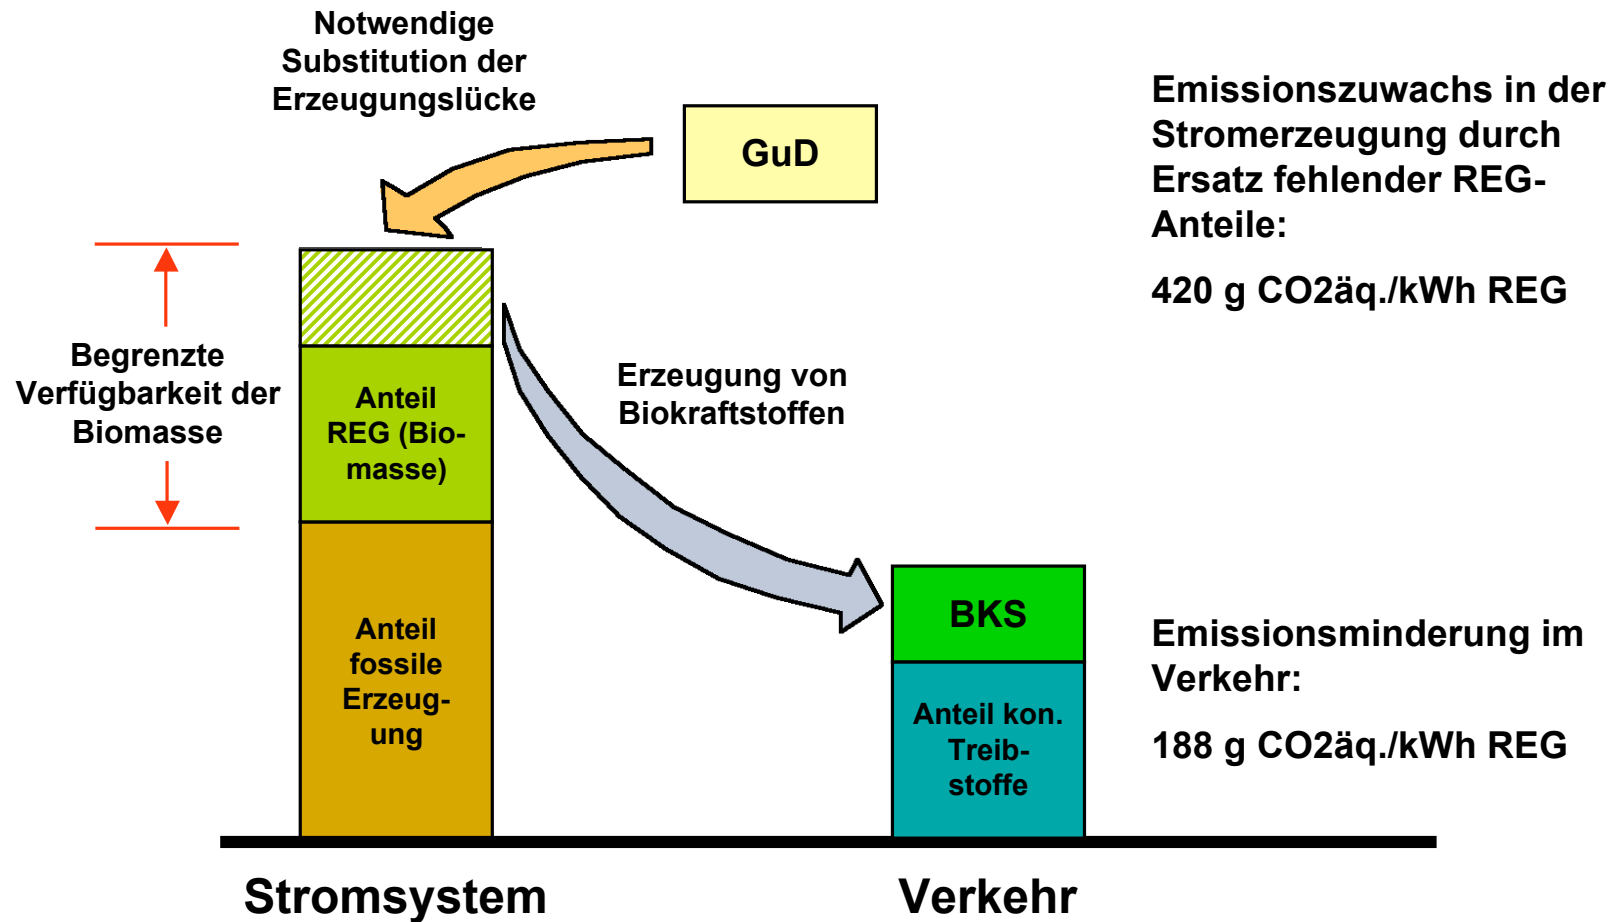 Notwendige
Substitution der
Erzeugungslücke
GuD
Emissionszuwachs in der
Stromerzeugung durch
Ersatz fehlender REG-
Anteile:
420 g CO2äq./kWh REG
Begrenzte
Verfügbarkeit der
Biomasse
Anteil
REG (Bio-
masse)
Erzeugung von
Biokraftstoffen
Anteil
fossile
Erzeug-
ung
BKS
Anteil kon.
Treib-
stoffe
Emissionsminderung im
Verkehr:
188 g CO2äq./kWh REG
Stromsystem
Verkehr